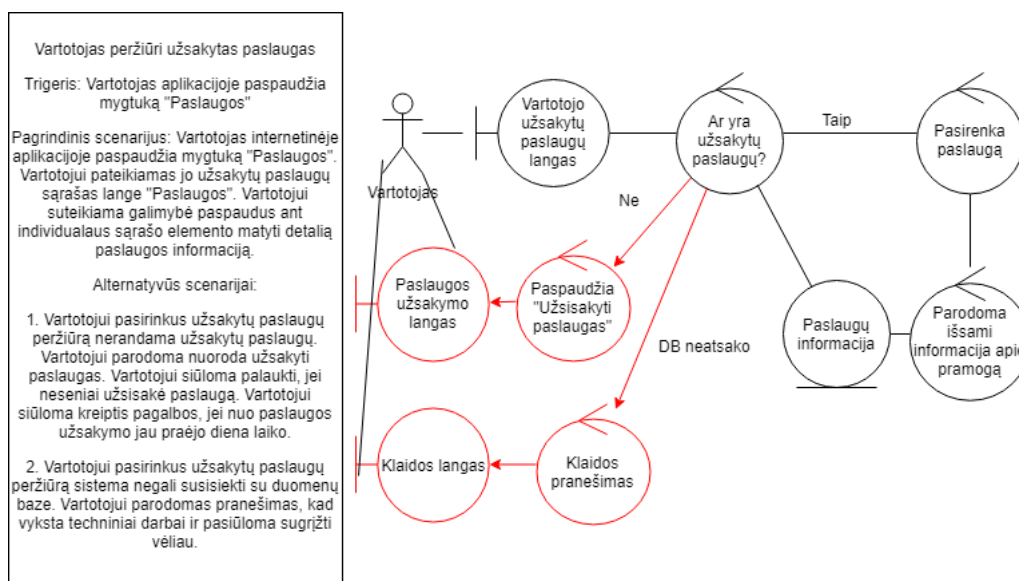 Vartotojas peržiūri užsakytas paslaugas
Trigeris: Vartotojas aplikacijoje paspaudžia
mygtuką "Paslaugos"
Pagrindinis scenarijus: Vartotojas internetinėje
aplikacijoje paspaudžia mygtuką "Paslaugos".
Vartotojui pateikiamas jo užsakytų paslaugų
sąrašas lange "Paslaugos". Vartotojui
suteikiama galimybė paspaudus ant
individualaus sąrašo elemento matyti detalią
paslaugos informaciją.
Alternatyvūs scenarijai:
1. Vartotojui pasirinkus užsakytų paslaugų
peržiūrą nerandama užsakytų paslaugų.
Vartotojui parodoma nuoroda užsakyti
paslaugas. Vartotojui siūloma palaukti, jei
neseniai užsisakė paslaugą. Vartotojui
siūloma kreiptis pagalbos, jei nuo paslaugos
užsakymo jau praėjo diena laiko.
2. Vartotojui pasirinkus užsakytų paslaugų
peržiūrą sistema negali susisiekti su duomenų
baze. Vartotojui parodomas pranešimas, kad
vyksta techniniai darbai ir pasiūloma sugrįžti
vėliau.
Vartotojas
Vartotojo
užsakytų
paslaugų
langas
Ar yra
užsakytų
paslaugų?
Taip
Pasirenka
paslaugą
Ne
Paslaugos
užsakymo
langas
Paspaudžia
"Užsisakyti
paslaugas"
Paslaugų
informacija
Parodoma
išsami
informacija apie
pramogą
DB neatsako
Klaidos langas
Klaidos
pranešimas